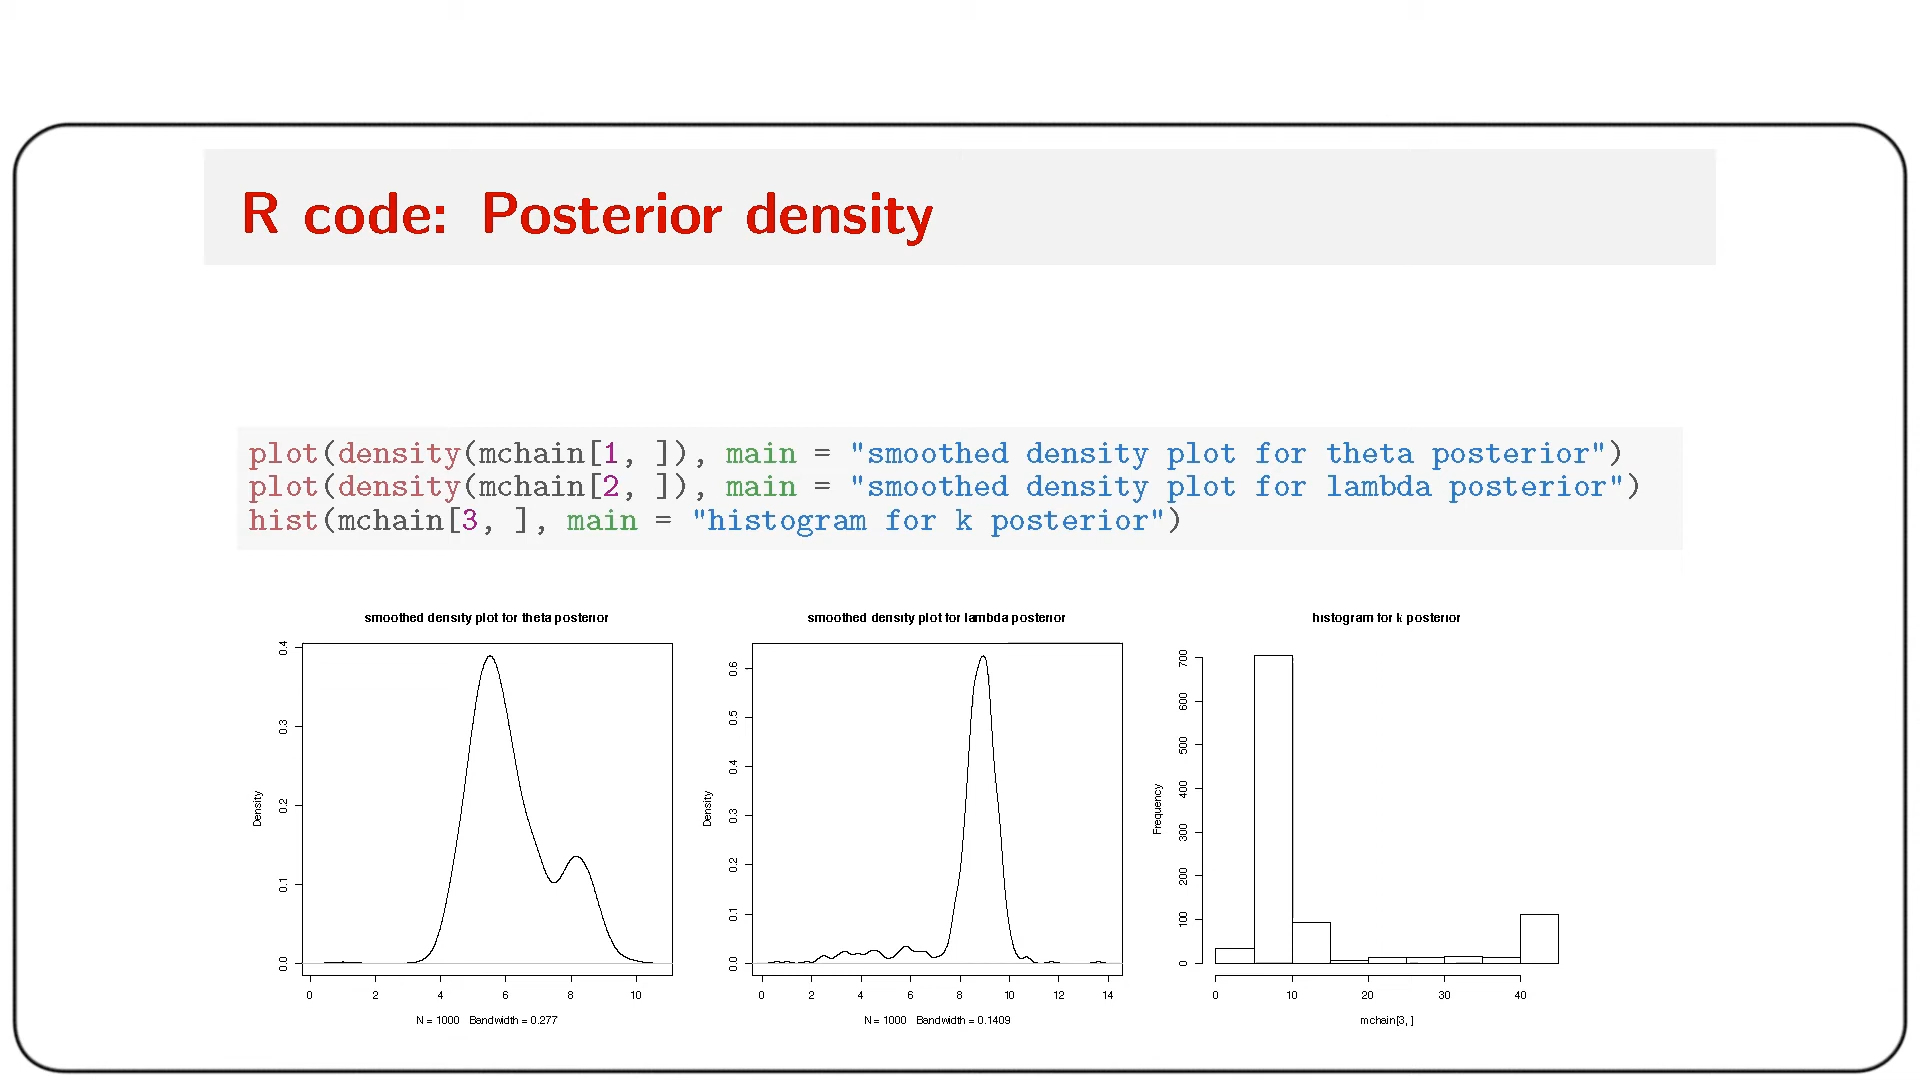 R code: Posterior density
plot(density(mchain[1, ]), main = "smoothed density plot for theta posterior")
plot(density(mchain[2, ]), main = "smoothed density plot for lambda posterior")
hist(mchain[3, ], main = "histogram for k posterior")
smoothed density plot for theta posterior
Density
0.4
0.3
0.2
0.1
0.0
0 2 4 6 8 10
N = 1000 Bandwidth = 0.277
smoothed density plot for lambda posterior
Density
0.6
0.5
0.4
0.3
0.2
0.1
0.0
0 2 4 6 8 10 12 14
N = 1000 Bandwidth = 0.1409
histogram for k posterior
Frequency
700
600
500
400
300
200
100
0
0 10 20 30 40
mchain[3, ]